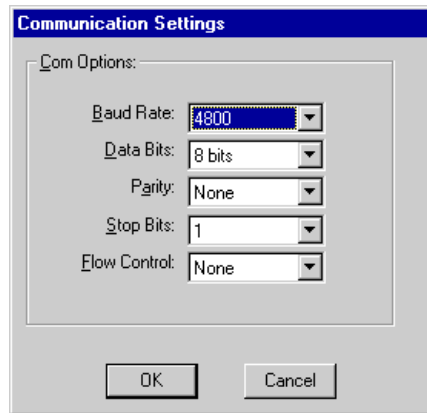 Communication Settings
Com Options:
Baud Rate: 4800
Data Bits: 8 bits
Parity: None
Stop Bits: 1
Flow Control: None
OK Cancel